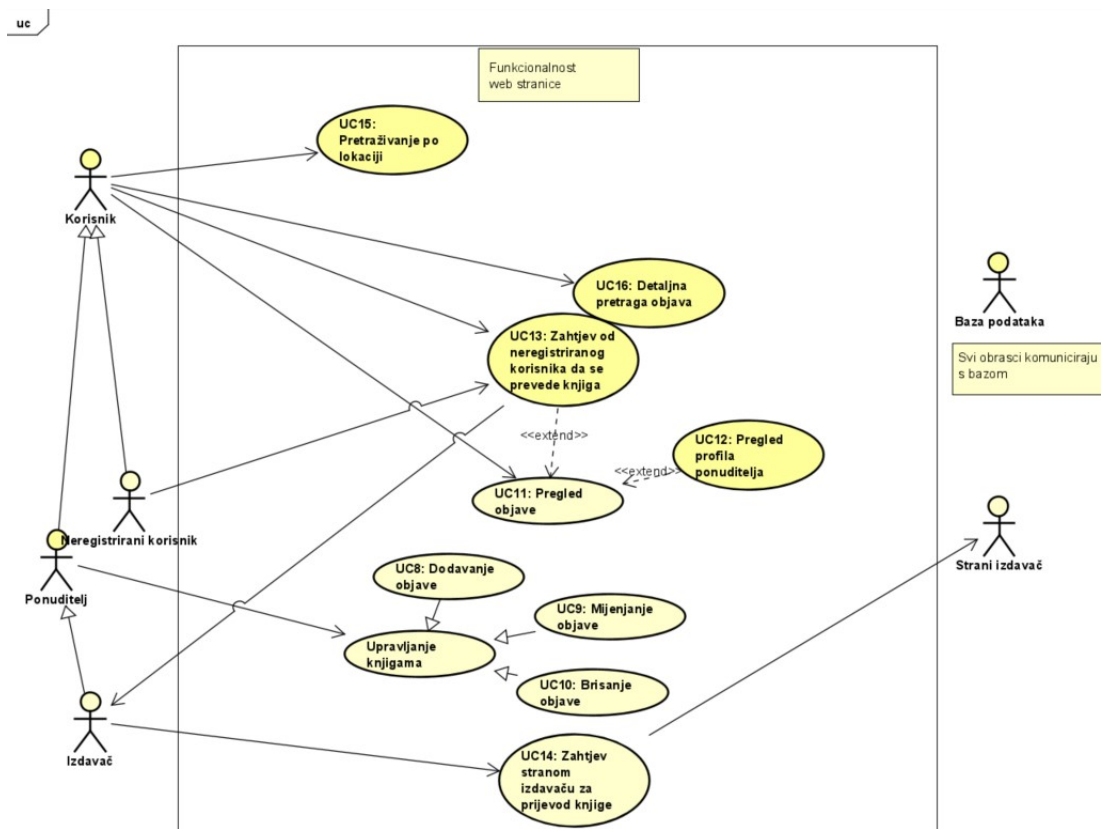 uc
Funkcionalnost
web stranice
UC15:
Pretraživanje po
lokaciji
Korisnik
UC16: Detaljna
pretraga objava
Baza podataka
UC13: Zahtjev od
neregistriranog
korisnika da se
prevede knjiga
Svi obrasci komuniciraju
s bazom
<<extend>>
UC12: Pregled
profila
ponuditelja
<<extend>>
UC11: Pregled
objave
Neregistrirani korisnik
Strani izdavač
UC8: Dodavanje
objave
Ponuditelj
UC9: Mijenjanje
objave
Upravljanje
knjigama
UC10: Brisanje
objave
Izdavač
UC14: Zahtjev
stranom
izdavaču za
prijevod knjige